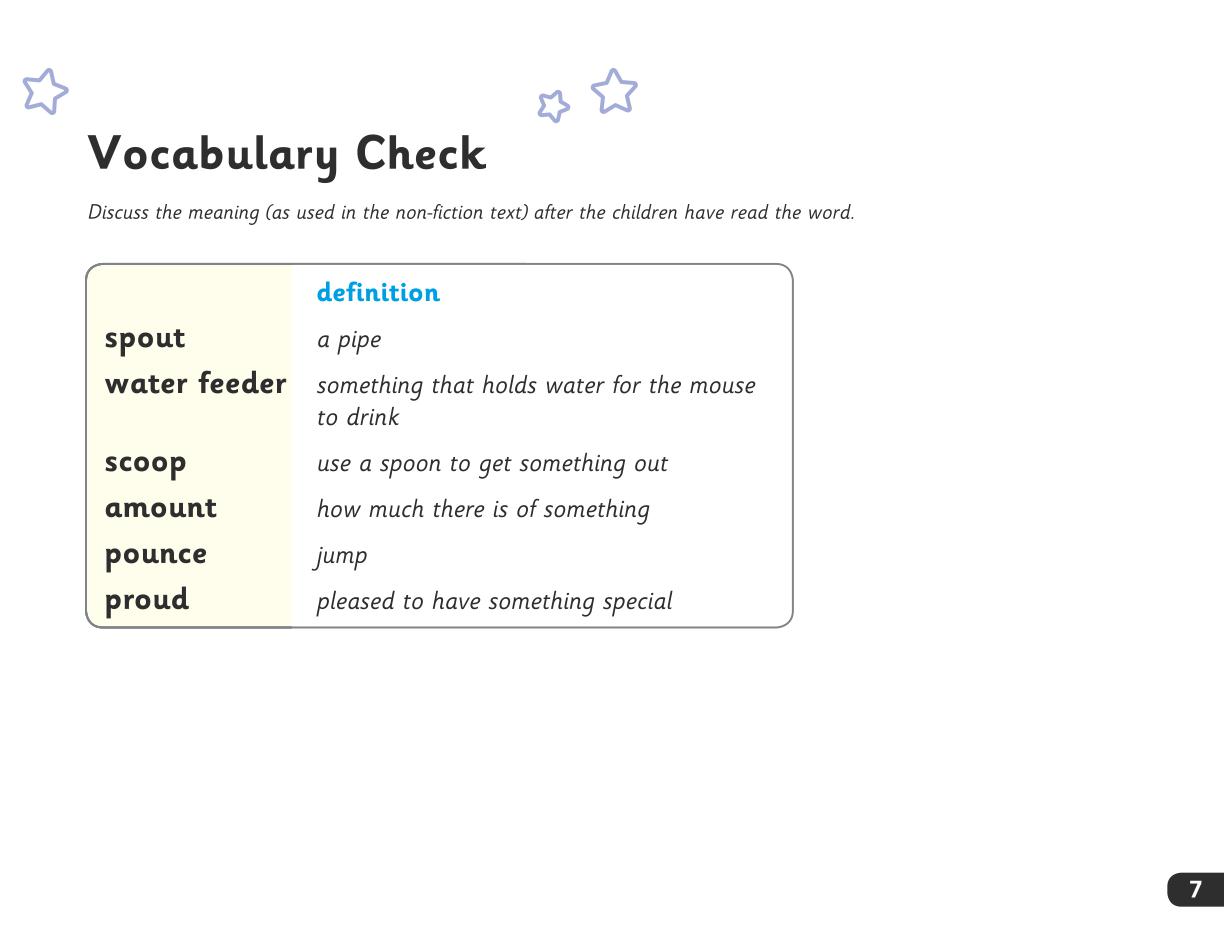 Vocabulary Check
Discuss the meaning (as used in the non-fiction text) after the children have read the word.
definition
spout a pipe
water feeder something that holds water for the mouse
to drink
scoop use a spoon to get something out
amount how much there is of something
pounce jump
proud pleased to have something special
7